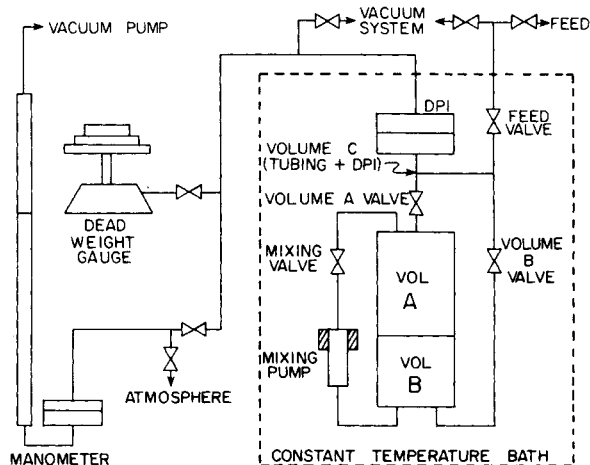 VACUUM PUMP
VACUUM
SYSTEM
FEED
DPI
FEED
VALVE
VOLUME C
(TUBING + DPI)
VOLUME A VALVE
DEAD
WEIGHT
GAUGE
MIXING
VALVE
VOL
A
VOLUME
B
VALVE
MIXING
PUMP
VOL
B
ATMOSPHERE
MANOMETER
CONSTANT TEMPERATURE BATH